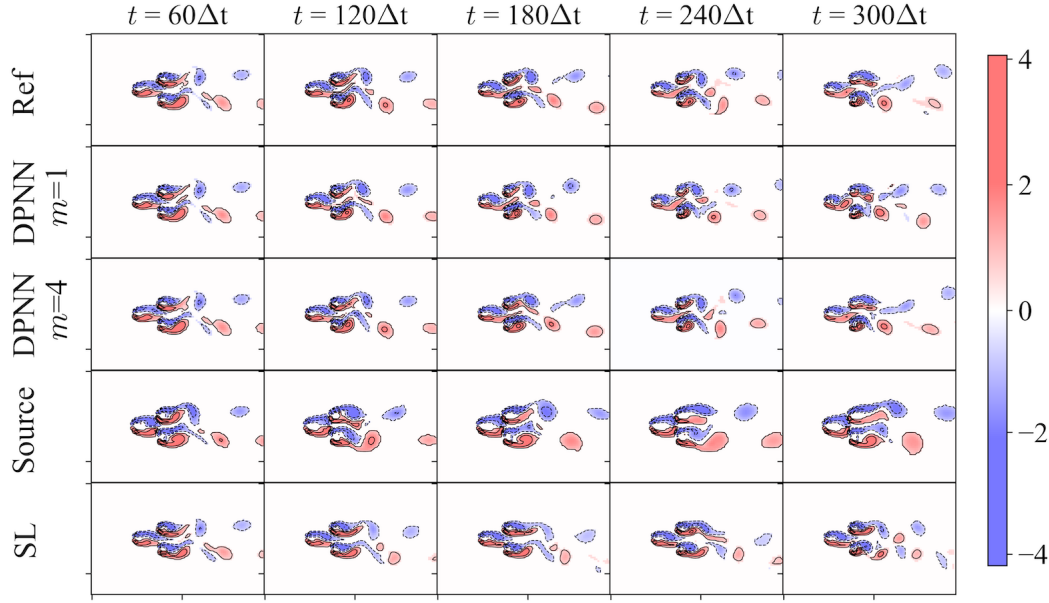 t = 60Δt
t = 120Δt
t = 180Δt
t = 240Δt
t = 300Δt
Ref
DPNN
m=1
DPNN
m=4
Source
SL
4
2
0
−2
−4